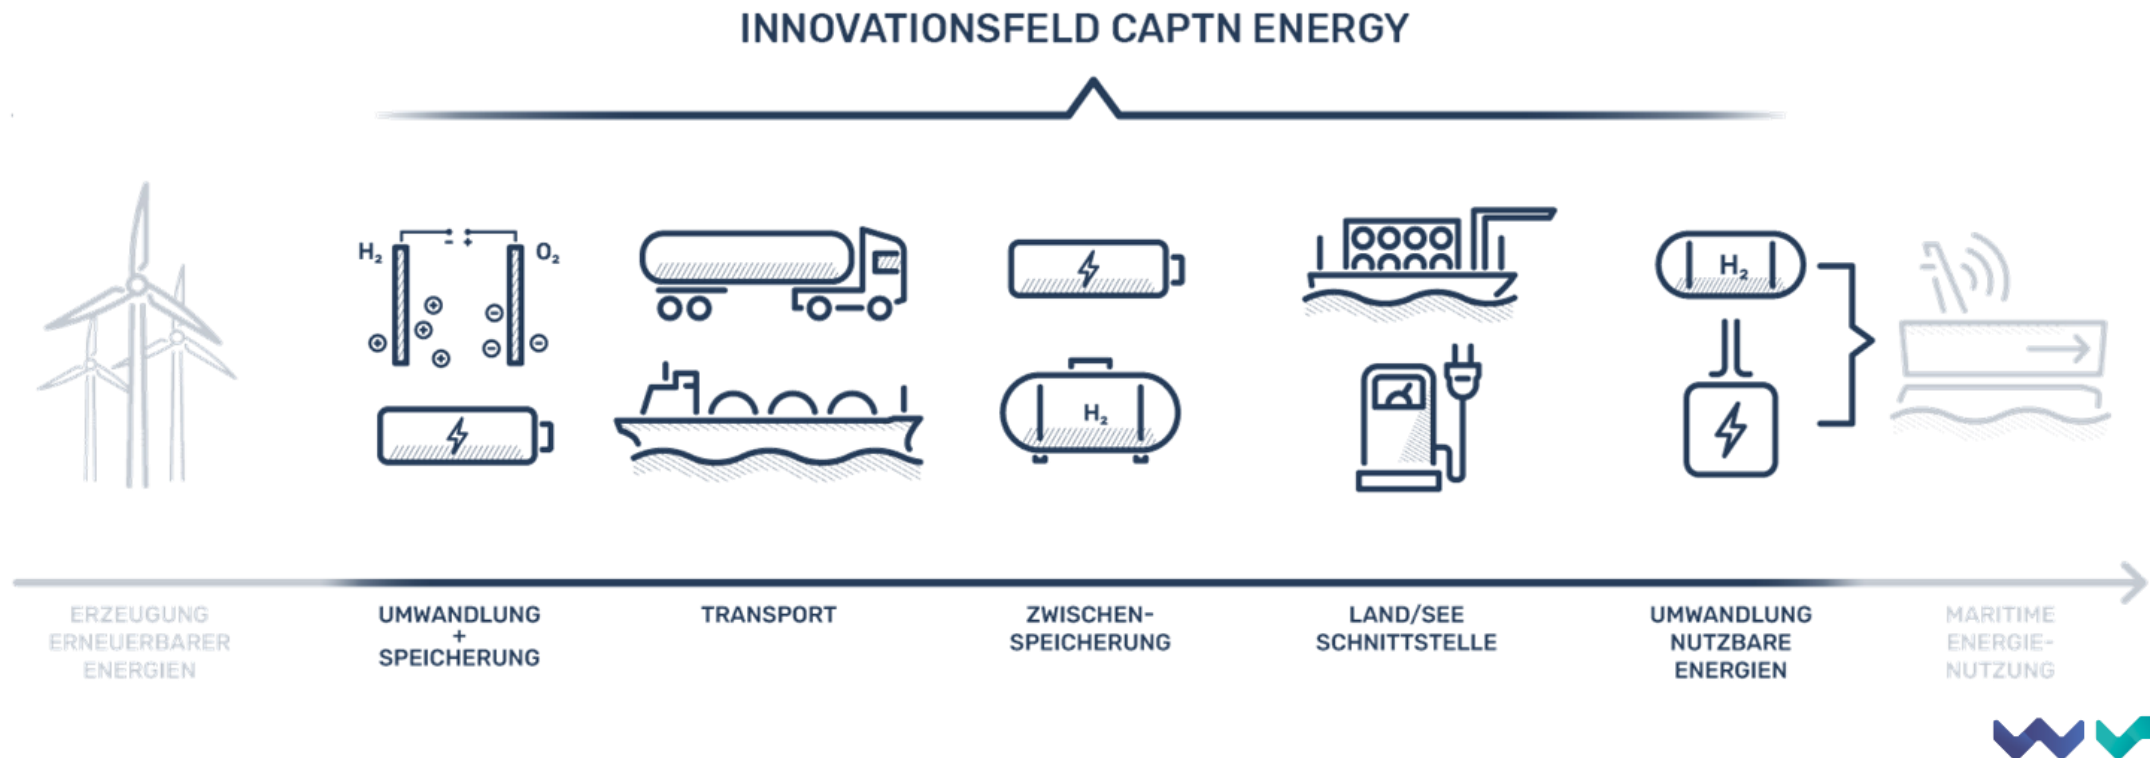 INNOVATIONSFELD CAPTN ENERGY
H₂
- +
O₂
H₂
H₂
ERZEUGUNG
ERNEUERBARER
ENERGIEN
UMWANDLUNG
+
SPEICHERUNG
TRANSPORT
ZWISCHEN-
SPEICHERUNG
LAND/SEE
SCHNITTSTELLE
UMWANDLUNG
NUTZBARE
ENERGIEN
MARITIME
ENERGIE-
NUTZUNG